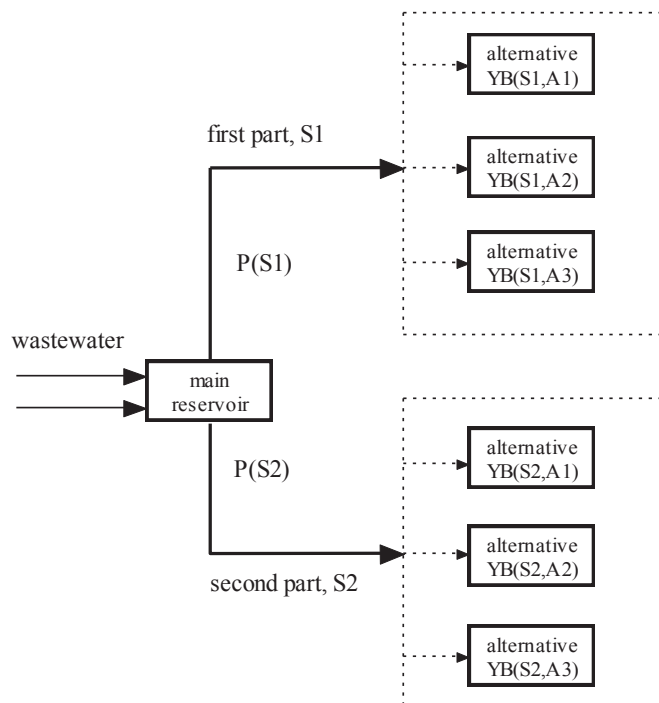 alternative
YB(S1,A1)
first part, S1
alternative
YB(S1,A2)
P(S1)
alternative
YB(S1,A3)
wastewater
main
reservoir
P(S2)
alternative
YB(S2,A1)
alternative
YB(S2,A2)
second part, S2
alternative
YB(S2,A3)